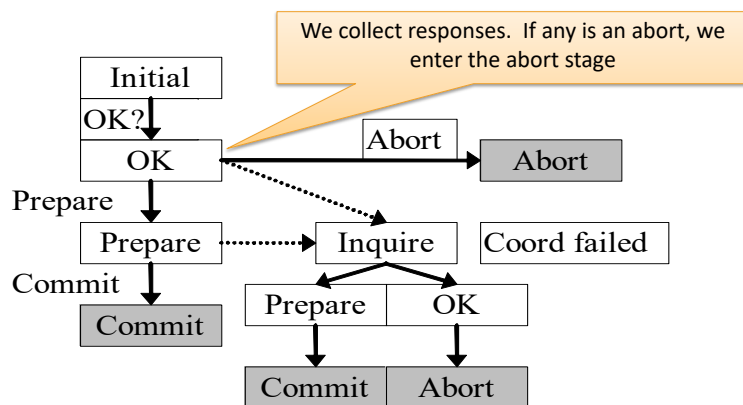 We collect responses.  If any is an abort, we
enter the abort stage
Initial
OK?
Abort
OK
Abort
Prepare
Prepare
Inquire
Coord failed
Commit
Prepare
OK
Commit
Commit
Abort